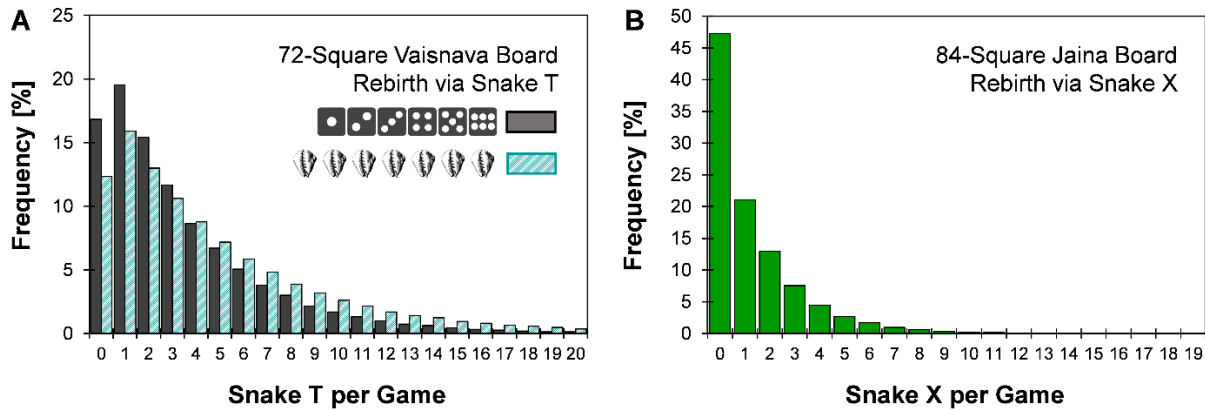 A
25
20
15
10
5
0
Frequency [%]
72-Square Vaisnava Board
Rebirth via Snake T
0 1 2 3 4 5 6 7 8 9 10 11 12 13 14 15 16 17 18 19 20
Snake T per Game
B
50
45
40
35
30
25
20
15
10
5
0
Frequency [%]
84-Square Jaina Board
Rebirth via Snake X
0 1 2 3 4 5 6 7 8 9 10 11 12 13 14 15 16 17 18 19
Snake X per Game